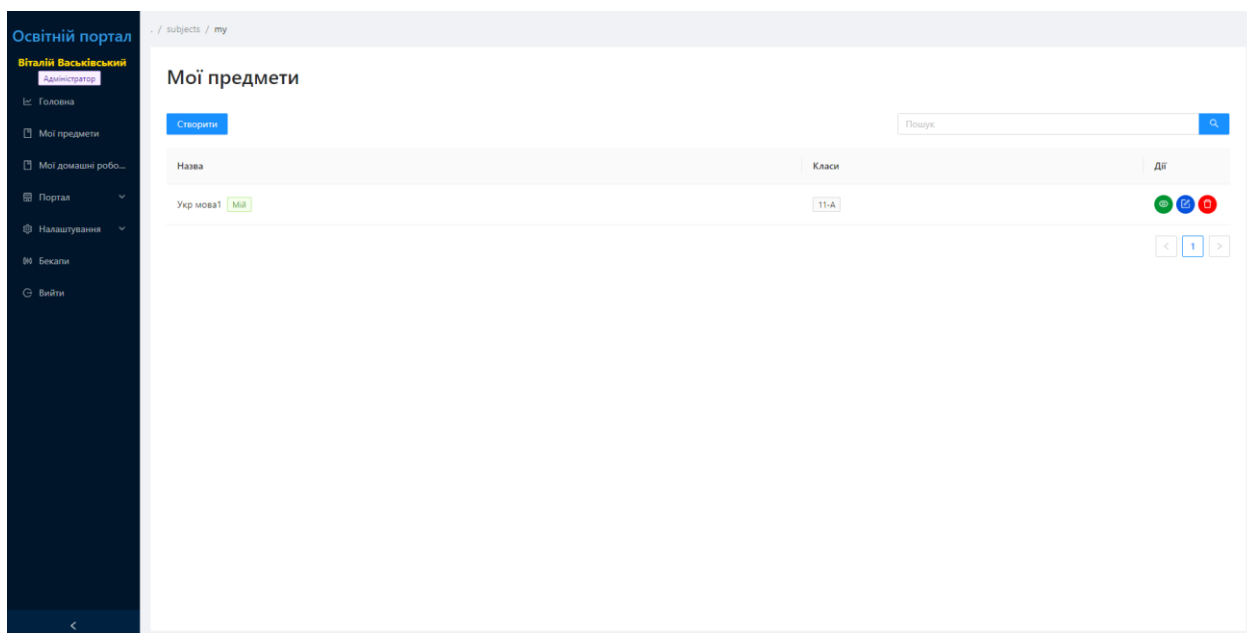 Освітній портал
Віталій Васьківський
Адміністратор
Головна
Мої предмети
Мої домашні робо...
Портал
Налаштування
Бекапи
Вийти
. / subjects / my
Мої предмети
Створити
Пошук
Назва Класи Дії
Укр мова1 Мій 11-А
< 1 >
<